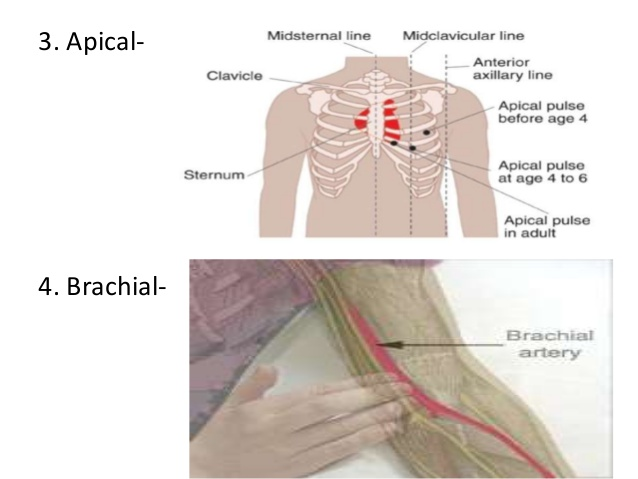 3. Apical-
Midsternal line
Midclavicular line
Anterior
axillary line
Clavicle
Apical pulse
before age 4
Apical pulse
at age 4 to 6
Sternum
Apical pulse
in adult
4. Brachial-
Brachial
artery